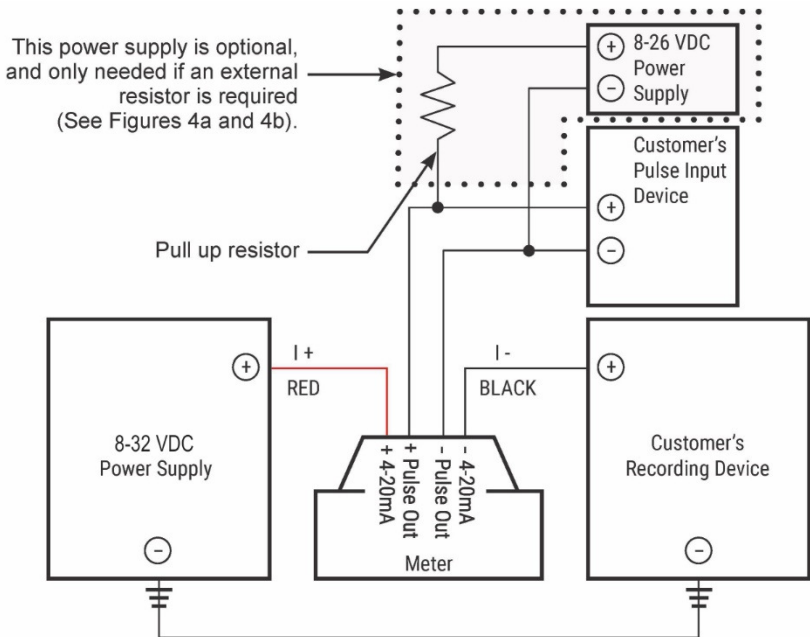 This power supply is optional,
and only needed if an external
resistor is required
(See Figures 4a and 4b).
+ 8-26 VDC
Power
- Supply
Customer's
Pulse Input
Device
+
-
Pull up resistor
I +
RED
I -
BLACK
+
8-32 VDC
Power Supply
-
+ 4-20mA
+ Pulse Out
- Pulse Out
- 4-20mA
Meter
+
Customer's
Recording Device
-